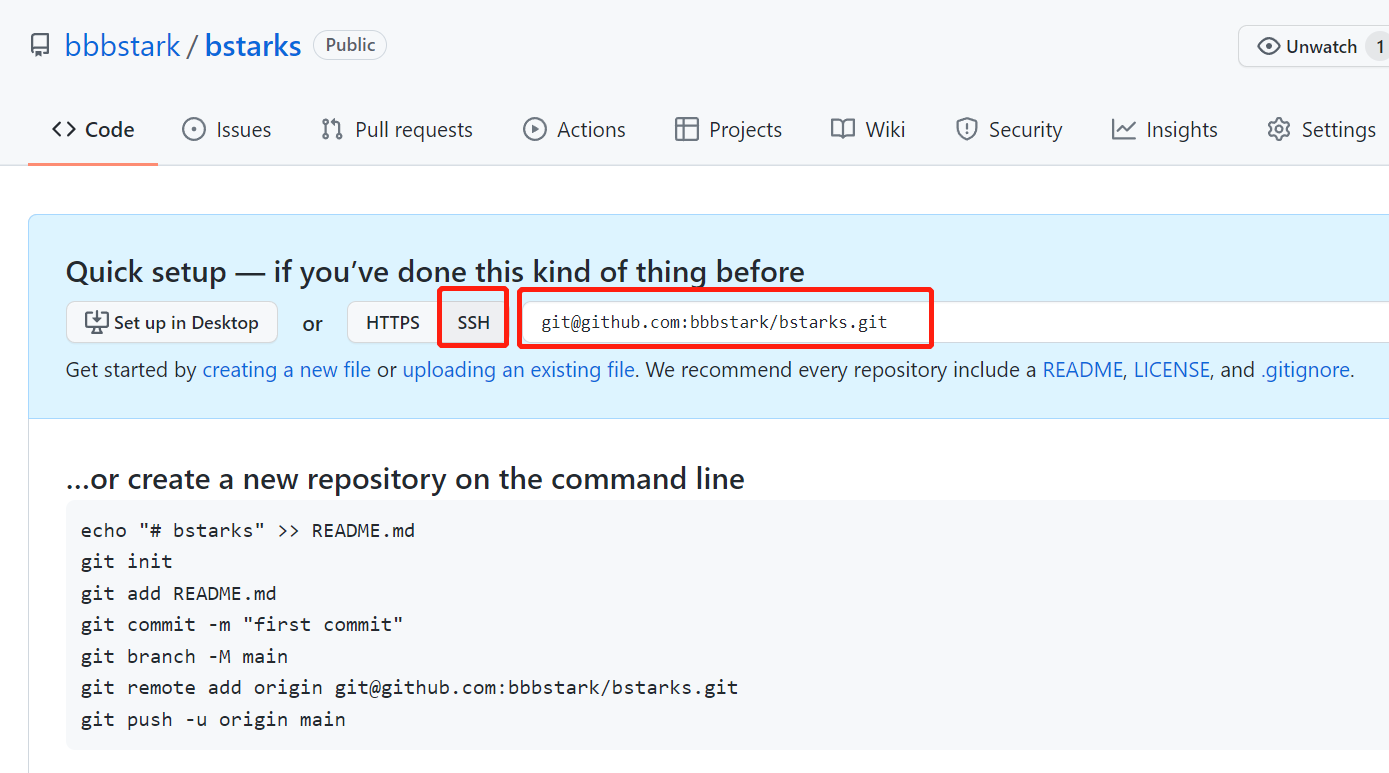 bbbstark / bstarks Public Unwatch 1
<> Code Issues Pull requests Actions Projects Wiki Security Insights Settings
Quick setup — if you’ve done this kind of thing before
Set up in Desktop or HTTPS SSH git@github.com:bbbstark/bstarks.git
Get started by creating a new file or uploading an existing file. We recommend every repository include a README, LICENSE, and .gitignore.
…or create a new repository on the command line
echo "# bstarks" >> README.md
git init
git add README.md
git commit -m "first commit"
git branch -M main
git remote add origin git@github.com:bbbstark/bstarks.git
git push -u origin main